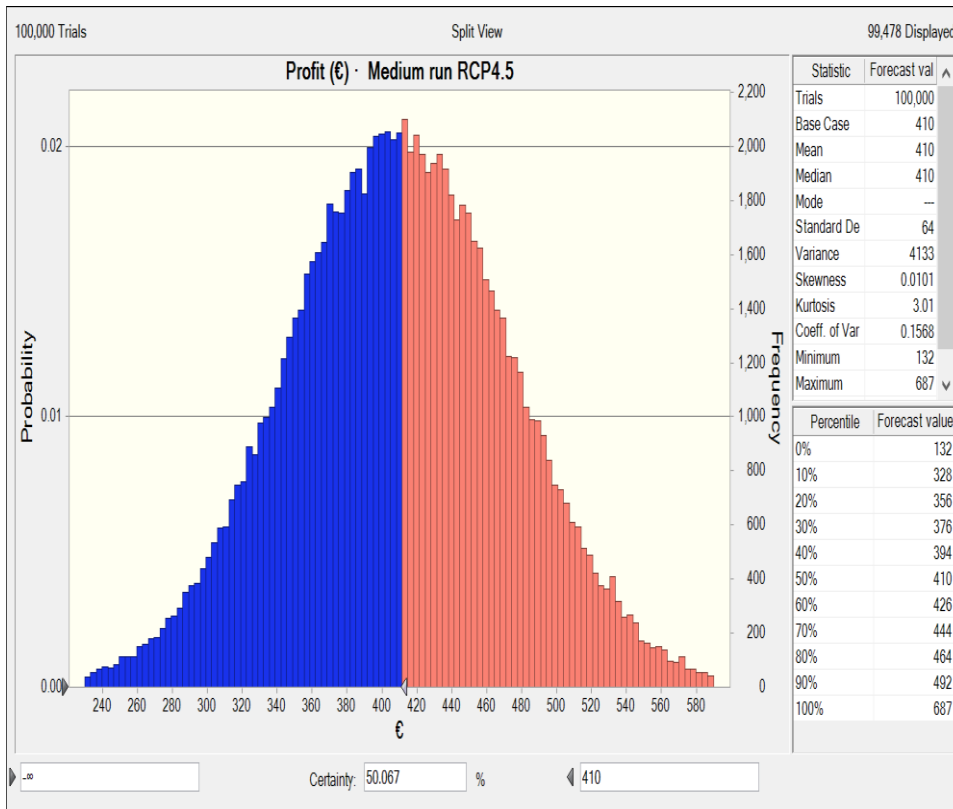 100,000 Trials Split View 99,478 Displayed
Profit (€) · Medium run RCP4.5
Probability
0.02
0.01
0.00
2,200
2,000
1,800
1,600
1,400
1,200
1,000
800
600
400
200
0
Frequency
240 260 280 300 320 340 360 380 400 420 440 460 480 500 520 540 560 580
€
Statistic Forecast val
Trials 100,000
Base Case 410
Mean 410
Median 410
Mode ---
Standard De 64
Variance 4133
Skewness 0.0101
Kurtosis 3.01
Coeff. of Var 0.1568
Minimum 132
Maximum 687
Percentile Forecast value
0% 132
10% 328
20% 356
30% 376
40% 394
50% 410
60% 426
70% 444
80% 464
90% 492
100% 687
-∞ Certainty: 50.067 % 410